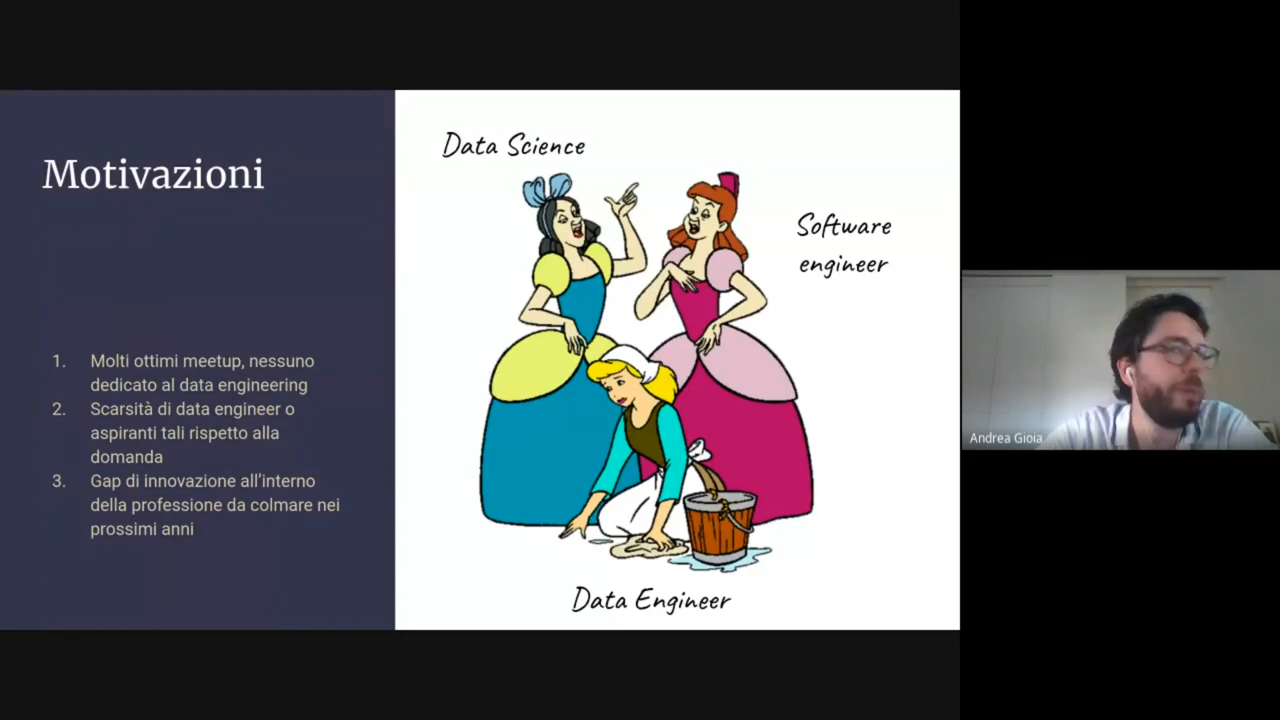 Motivazioni
1. Molti ottimi meetup, nessuno
dedicato al data engineering
2. Scarsità di data engineer o
aspiranti tali rispetto alla
domanda
3. Gap di innovazione all'interno
della professione da colmare nei
prossimi anni
Data Science
Software
engineer
Data Engineer
Andrea Gioia